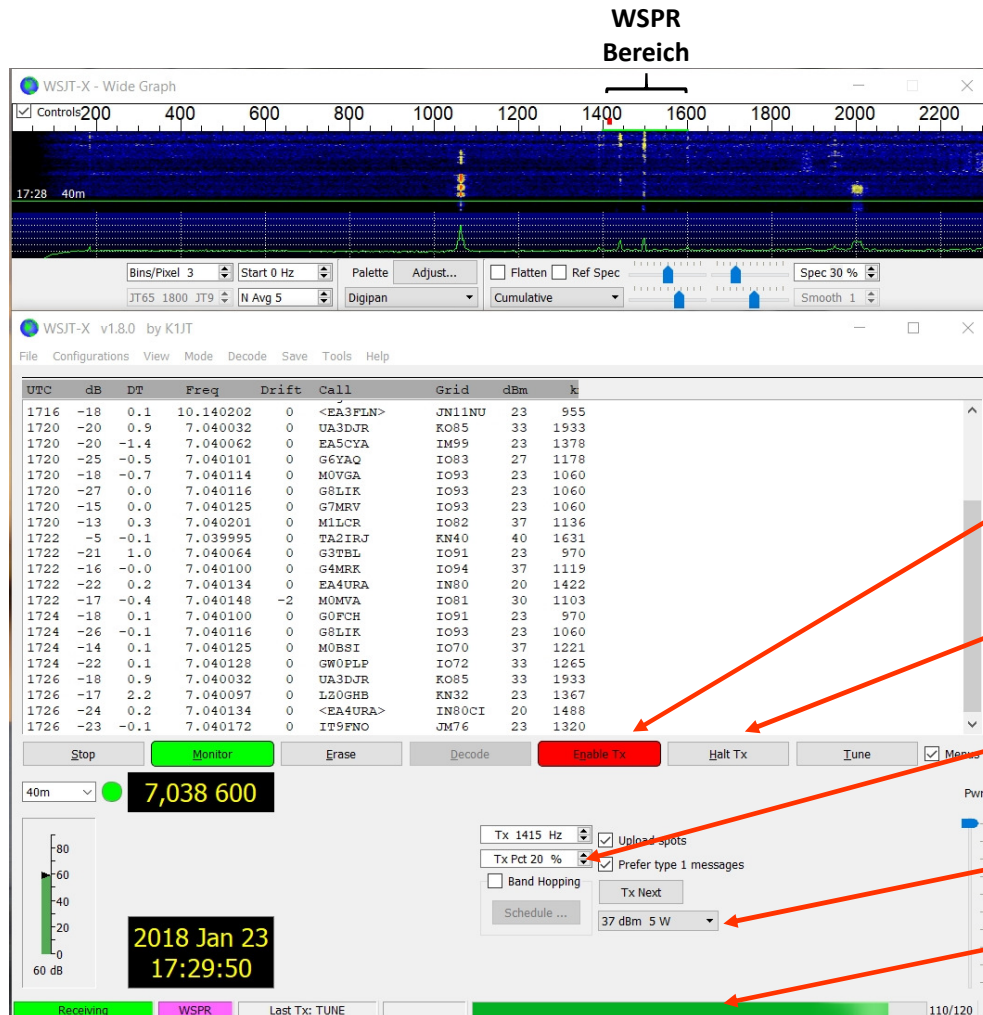 WSPR
Bereich
WSJT-X - Wide Graph
Controls 200 400 600 800 1000 1200 1400 1600 1800 2000 2200
17:28 40m
Bins/Pixel 3 Start 0 Hz Palette Adjust... Flatten Ref Spec Spec 30 %
JT65 1800 JT9 N Avg 5 Digipan Cumulative Smooth 1
WSJT-X v1.8.0 by K1JT
File Configurations View Mode Decode Save Tools Help
UTC dB DT Freq Drift Call Grid dBm k
1716 -18 0.1 10.140202 0 <EA3FLN> JN11NU 23 955
1720 -20 0.9 7.040032 0 UA3DJR KO85 33 1933
1720 -20 -1.4 7.040062 0 EA5CYA IM99 23 1378
1720 -25 -0.5 7.040101 0 G6YAQ IO83 27 1178
1720 -18 -0.7 7.040114 0 M0VGA IO93 23 1060
1720 -27 0.0 7.040116 0 G8LIK IO93 23 1060
1720 -15 0.0 7.040125 0 G7MRV IO93 23 1060
1720 -13 0.3 7.040201 0 M1LCR IO82 37 1136
1722 -5 -0.1 7.039995 0 TA2IRJ KN40 40 1631
1722 -21 1.0 7.040064 0 G3TBL IO91 23 970
1722 -16 -0.0 7.040100 0 G4MRK IO94 37 1119
1722 -22 0.2 7.040134 0 EA4URA IN80 20 1422
1722 -17 -0.4 7.040148 -2 M0MVA IO81 30 1103
1724 -18 0.1 7.040100 0 G0FCH IO91 23 970
1724 -26 -0.1 7.040116 0 G8LIK IO93 23 1060
1724 -14 0.1 7.040125 0 M0BSI IO70 37 1221
1724 -22 0.1 7.040128 0 GW0PLP IO72 33 1265
1726 -18 0.9 7.040032 0 UA3DJR KO85 33 1933
1726 -17 2.2 7.040097 0 LZ0GHB KN32 23 1367
1726 -24 0.2 7.040134 0 <EA4URA> IN80CI 20 1488
1726 -23 -0.1 7.040172 0 IT9FNO JM76 23 1320
Stop Monitor Erase Decode Enable Tx Halt Tx Tune Menus
40m 7,038 600 Pwr
Tx 1415 Hz Upload spots
Tx Pct 20 % Prefer type 1 messages
Band Hopping Tx Next
Schedule ... 37 dBm 5 W
80
60
40
20
0
60 dB
2018 Jan 23
17:29:50
Receiving WSPR Last Tx: TUNE 110/120